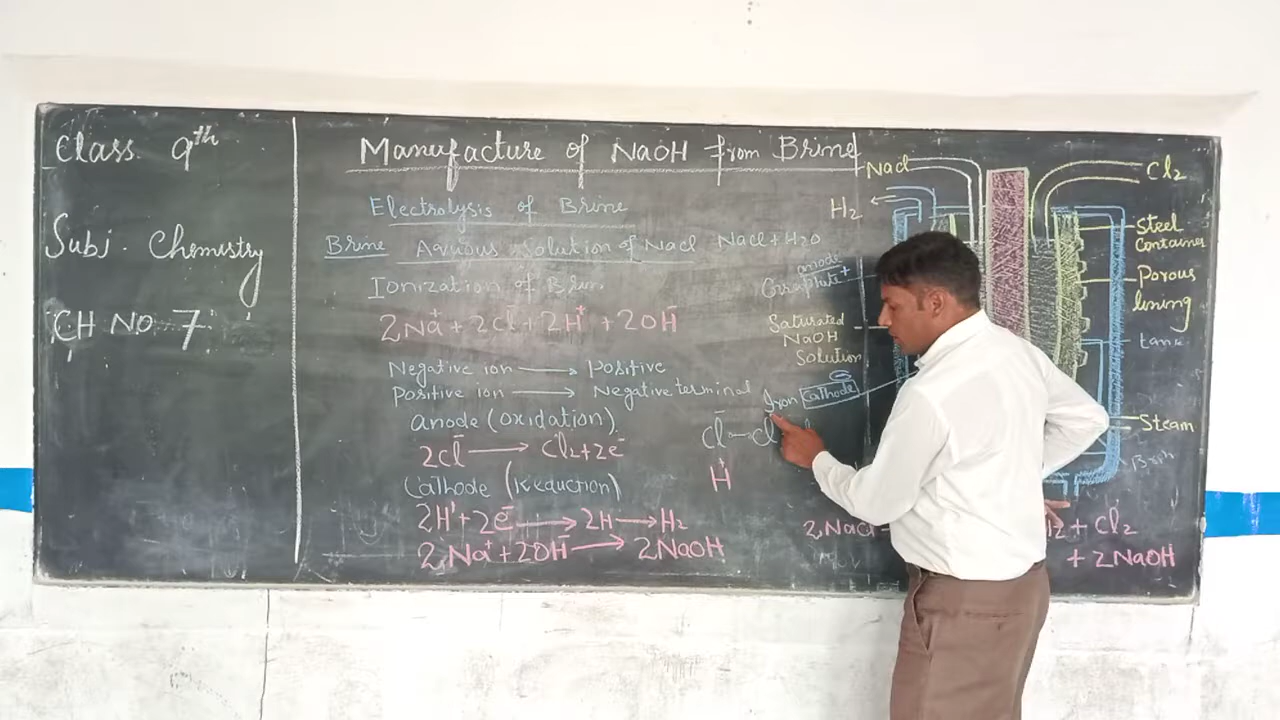 Class 9th
Subj. Chemistry
CH NO 7
Manufacture of NaOH from Brine
Electrolysis of Brine
Brine Aquous solution of Nacl Nacl + H2O
Ionization of
2Na⁺ + 2Cl⁻ + 2H⁺ + 2OH⁻
Negative ion → Positive
Positive ion → Negative terminal
anode (oxidation)
2Cl⁻ → Cl2 + 2e⁻
Cathode (Reduction)
2H⁺ + 2e⁻ → 2H → H2
2Na⁺ + 2OH⁻ → 2NaOH
Cl⁻ – Cl
H⁺
Nacl
H2
anode
Graphite +
Saturated
NaOH
Solution
Iron Cathode
Cl2
Steel
Container
Porous
lining
tank
Steam
2NaCl + Cl2
+ 2NaOH